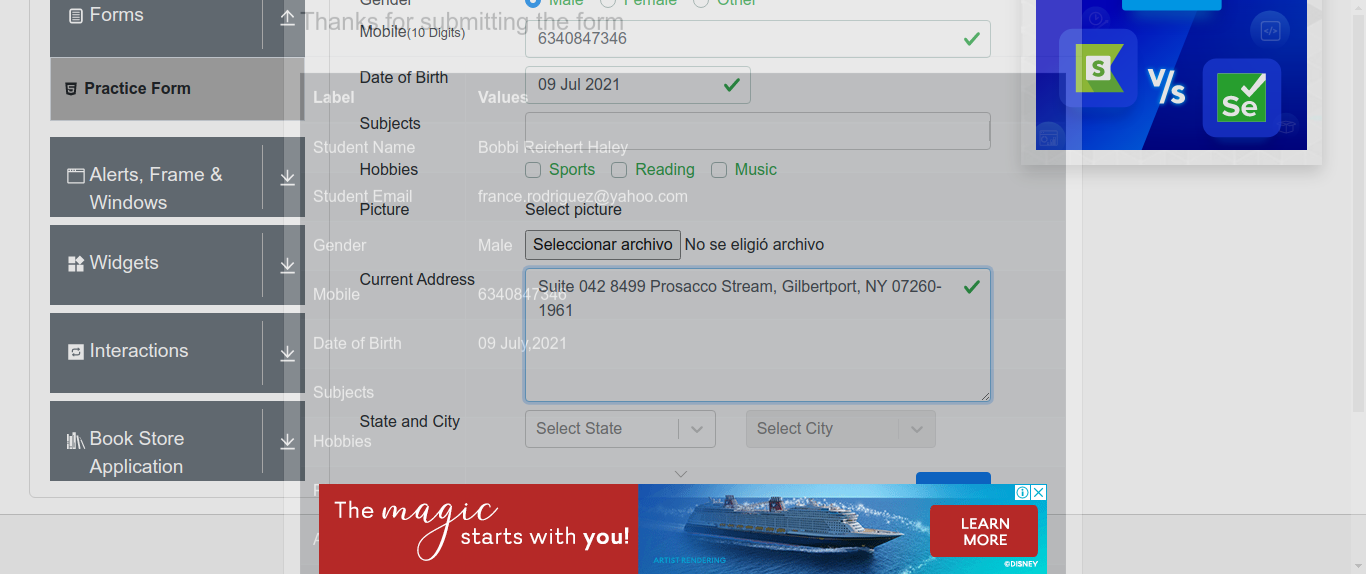 Forms
Practice Form
Alerts, Frame &
Windows
Widgets
Interactions
Book Store
Application
Thanks for submitting the form
Gender
Male
Female
Other
Mobile(10 Digits)
6340847346
Date of Birth
09 Jul 2021
Subjects
Hobbies
Sports
Reading
Music
Picture
Select picture
Seleccionar archivo No se eligió archivo
Current Address
Suite 042 8499 Prosacco Stream, Gilbertport, NY 07260-
1961
State and City
Select State
Select City
Label Values
Student Name Bobbi Reichert Haley
Student Email france.rodriguez@yahoo.com
Gender Male
Mobile 6340847346
Date of Birth 09 July,2021
Subjects
Hobbies
S
V/S
Se
The magic
starts with you!
ARTIST RENDERING
LEARN
MORE
©DISNEY